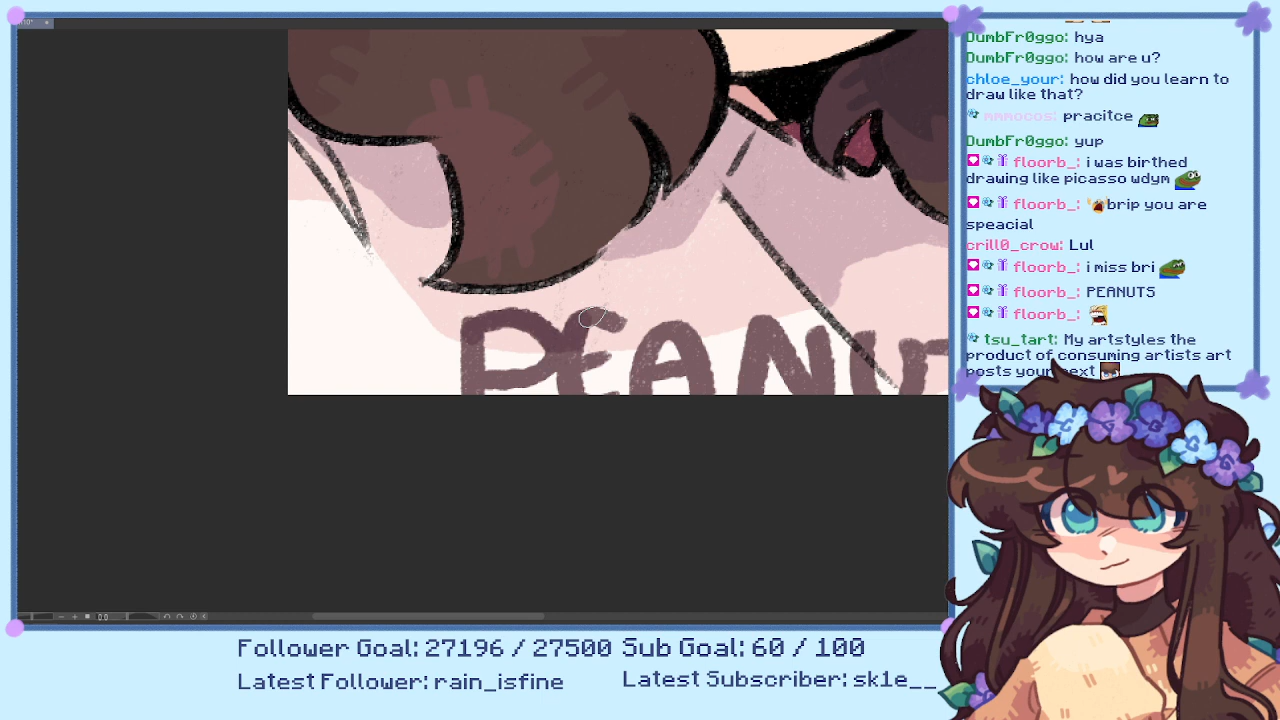 DumbFr0ggo: hya
DumbFr0ggo: how are u?
chloe_your: how did you learn to
draw like that?
mmmocos: pracitce
DumbFr0ggo: yup
floorb_: i was birthed
drawing like picasso wdym
floorb_: brip you are
speacial
crill0_crow: Lul
floorb_: i miss bri
floorb_: PEANUTS
floorb_:
tsu_tart: My artstyles the
product of consuming artists art
posts your next
PEANU
Follower Goal: 27196 / 27500 Sub Goal: 60 / 100
Latest Follower: rain_isfine
Latest Subscriber: sk1e__